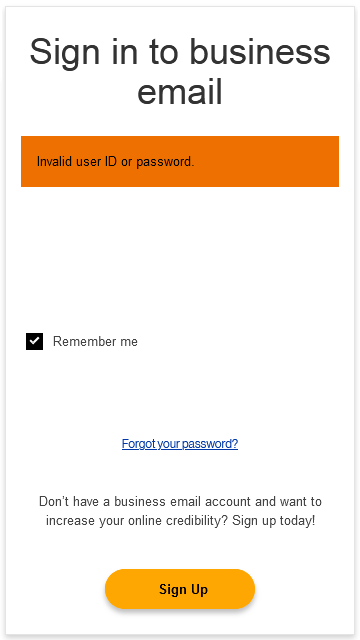 Sign in to business
email
Invalid user ID or password.
Remember me
Forgot your password?
Don't have a business email account and want to
increase your online credibility? Sign up today!
Sign Up